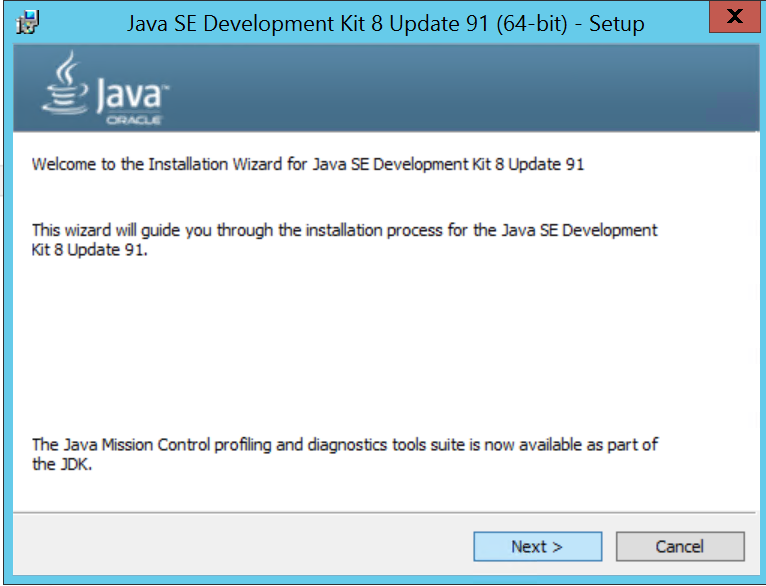 Java SE Development Kit 8 Update 91 (64-bit) - Setup
X
Java™
ORACLE
Welcome to the Installation Wizard for Java SE Development Kit 8 Update 91
This wizard will guide you through the installation process for the Java SE Development
Kit 8 Update 91.
The Java Mission Control profiling and diagnostics tools suite is now available as part of
the JDK.
Next >
Cancel